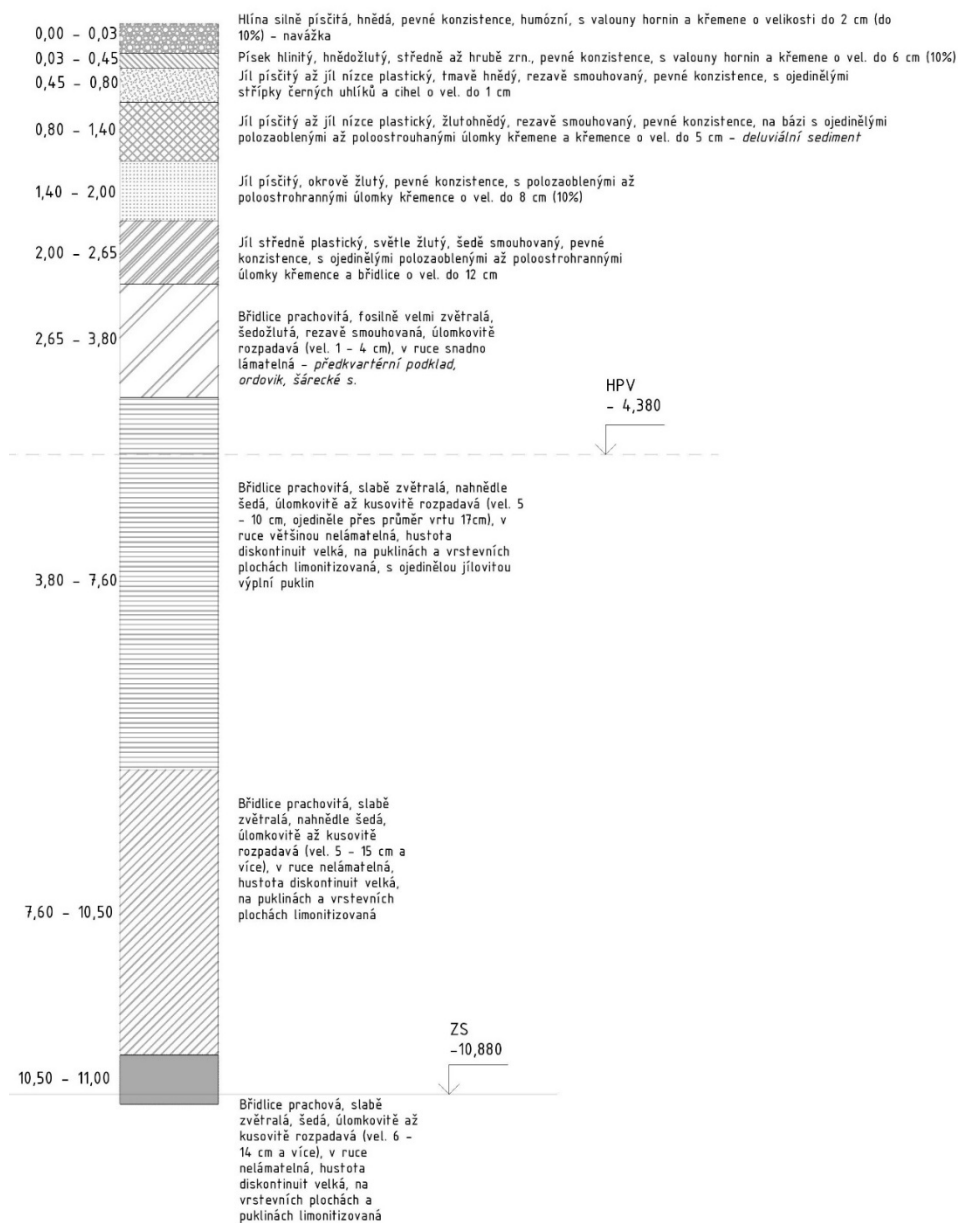 0,00 - 0,03
Hlína silně písčitá, hnědá, pevné konzistence, humózní, s valouny hornin a křemene o velikosti do 2 cm (do
10%) - navážka
0,03 - 0,45
Písek hlinitý, hnědožlutý, středně až hrubě zrn., pevné konzistence, s valouny hornin a křemene o vel. do 6 cm (10%)
0,45 - 0,80
Jíl písčitý až jíl nízce plastický, tmavě hnědý, rezavě smouhovaný, pevné konzistence, s ojedinělými
střípky černých uhlíků a cihel o vel. do 1 cm
0,80 - 1,40
Jíl písčitý až jíl nízce plastický, žlutohnědý, rezavě smouhovaný, pevné konzistence, na bázi s ojedinělými
polozaoblenými až poloostrouhanými úlomky křemene a křemence o vel. do 5 cm - deluviální sediment
1,40 - 2,00
Jíl písčitý, okrově žlutý, pevné konzistence, s polozaoblenými až
poloostrohrannými úlomky křemence o vel. do 8 cm (10%)
2,00 - 2,65
Jíl středně plastický, světle žlutý, šedě smouhovaný, pevné
konzistence, s ojedinělými polozaoblenými až poloostrohrannými
úlomky křemence a břidlice o vel. do 12 cm
2,65 - 3,80
Břidlice prachovitá, fosilně velmi zvětralá,
šedožlutá, rezavě smouhovaná, úlomkovitě
rozpadavá (vel. 1 - 4 cm), v ruce snadno
lámatelná - předkvartérní podklad,
ordovik, šárecké s.
HPV
- 4,380
3,80 - 7,60
Břidlice prachovitá, slabě zvětralá, nahnědle
šedá, úlomkovitě až kusovitě rozpadavá (vel. 5
- 10 cm, ojediněle přes průměr vrtu 17cm), v
ruce většinou nelámatelná, hustota
diskontinuit velká, na puklinách a vrstevních
plochách limonitizovaná, s ojedinělou jílovitou
výplní puklin
7,60 - 10,50
Břidlice prachovitá, slabě
zvětralá, nahnědle šedá,
úlomkovitě až kusovitě
rozpadavá (vel. 5 - 15 cm a
více), v ruce nelámatelná,
hustota diskontinuit velká,
na puklinách a vrstevních
plochách limonitizovaná
ZS
-10,880
10,50 - 11,00
Břidlice prachová, slabě
zvětralá, šedá, úlomkovitě až
kusovitě rozpadavá (vel. 6 -
14 cm a více), v ruce
nelámatelná, hustota
diskontinuit velká, na
vrstevních plochách a
puklinách limonitizovaná